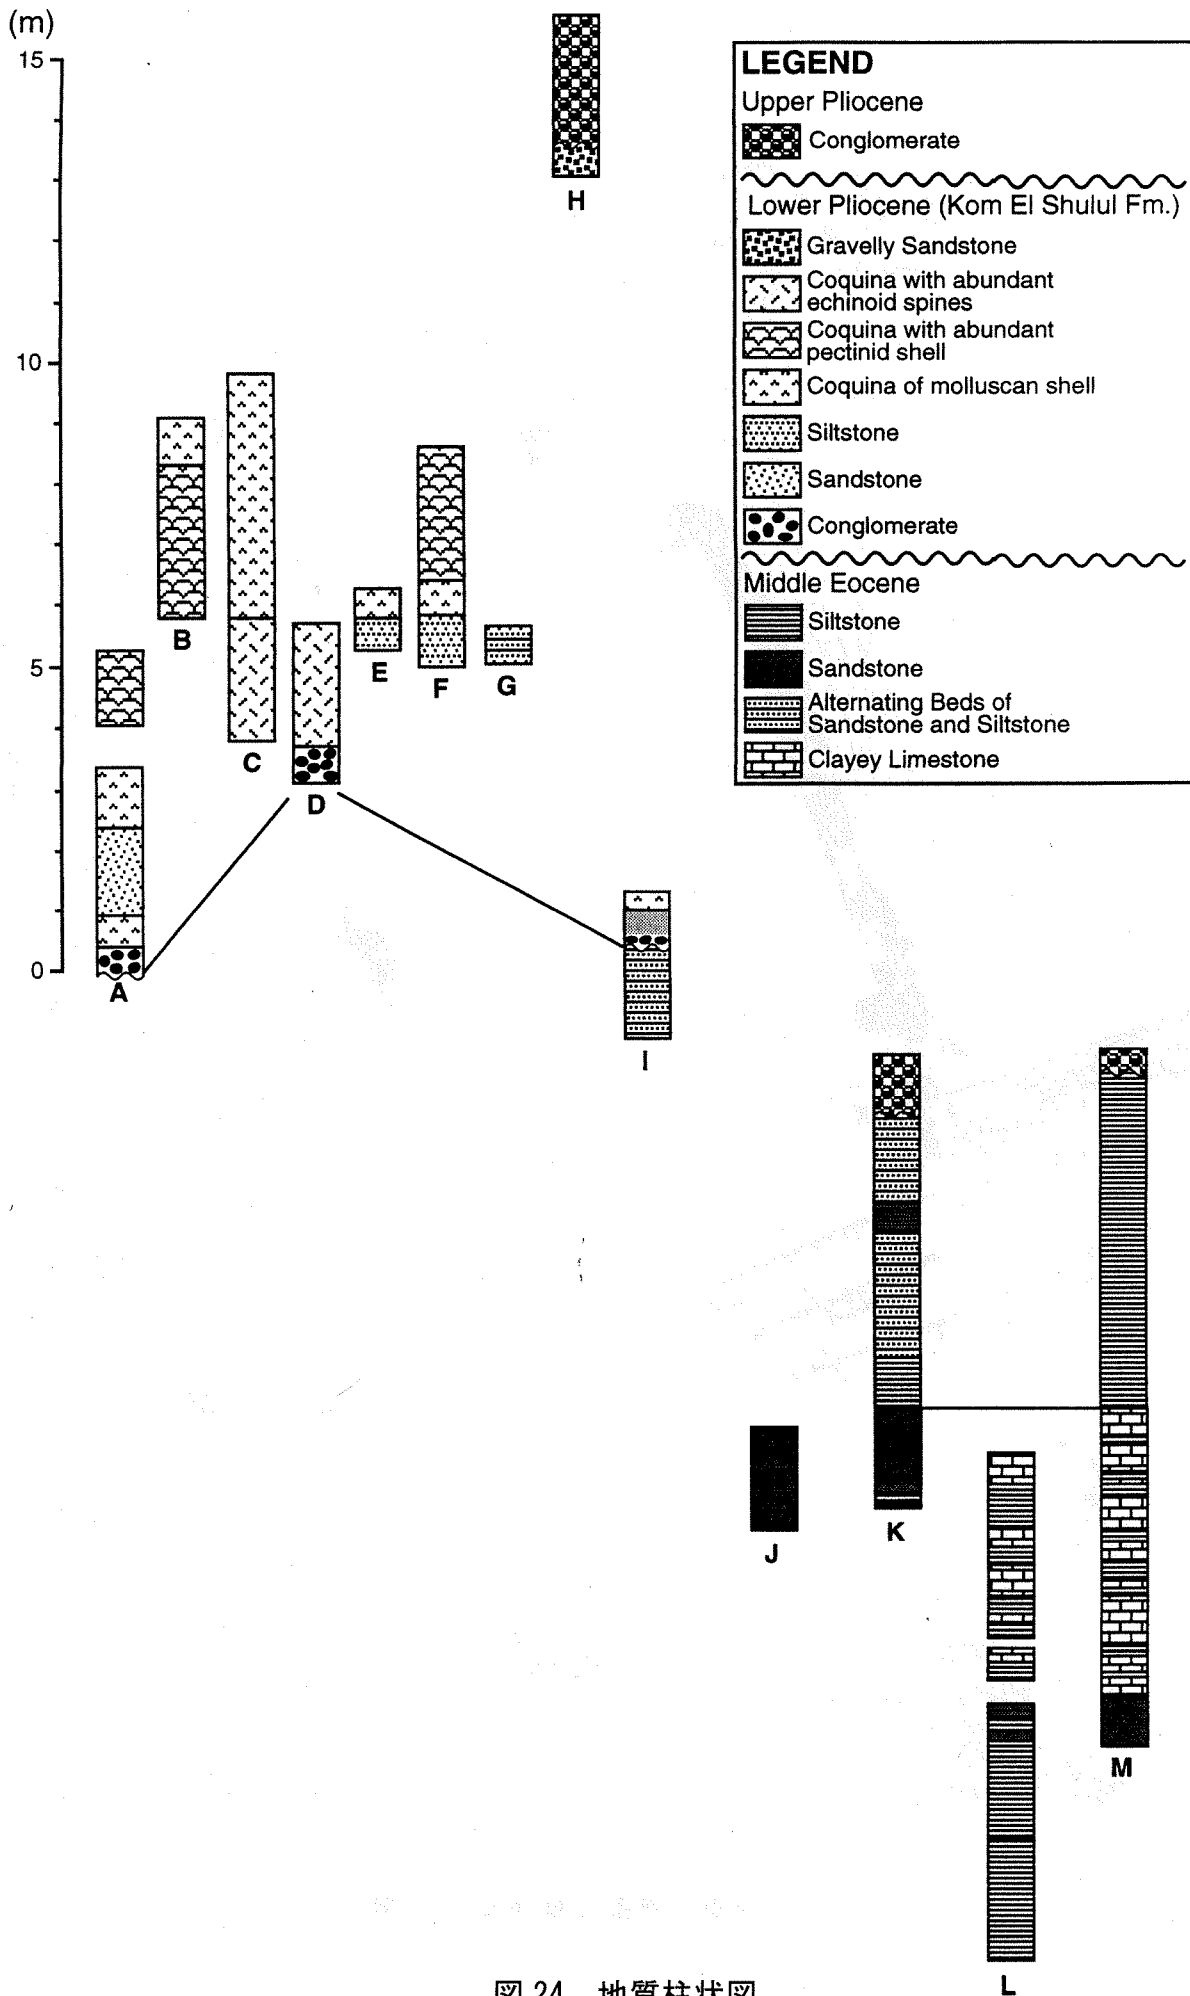 (m)
15
10
5
0
H
B
C
D
E
F
G
A
I
J
K
L
M
LEGEND
Upper Pliocene
Conglomerate
Lower Pliocene (Kom El Shulul Fm.)
Gravelly Sandstone
Coquina with abundant
echinoid spines
Coquina with abundant
pectinid shell
Coquina of molluscan shell
Siltstone
Sandstone
Conglomerate
Middle Eocene
Siltstone
Sandstone
Alternating Beds of
Sandstone and Siltstone
Clayey Limestone
図 24 地質柱状図